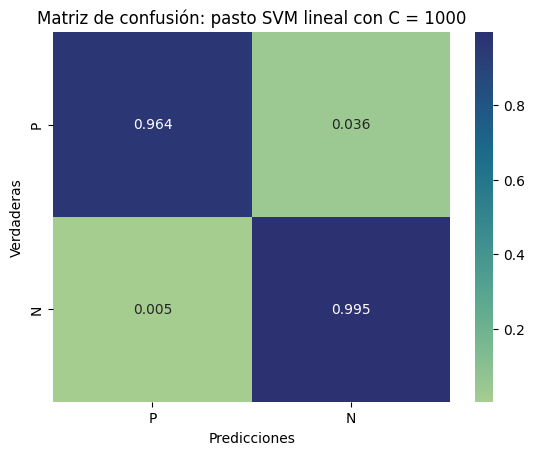 Matriz de confusión: pasto SVM lineal con C = 1000
Verdaderas
P
0.964
0.036
N
0.005
0.995
P
N
Predicciones
0.8
0.6
0.4
0.2